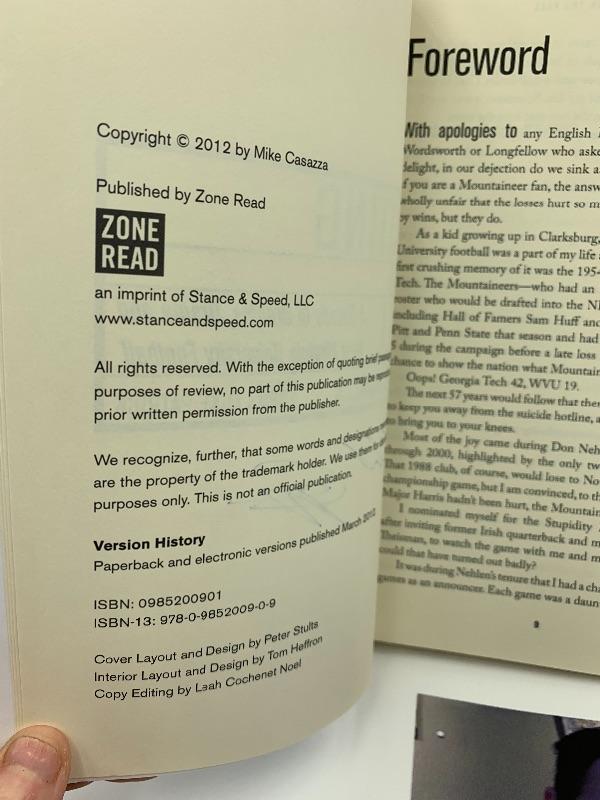 Copyright © 2012 by Mike Casazza
Published by Zone Read
ZONE
READ
an imprint of Stance & Speed, LLC
www.stanceandspeed.com
All rights reserved. With the exception of quoting brief
purposes of review, no part of this publication may be
prior written permission from the publisher.
We recognize, further, that some words and designations
are the property of the trademark holder. We use them for
purposes only. This is not an official publication.
Version History
Paperback and electronic versions published March 2012
ISBN: 0985200901
ISBN-13: 978-0-9852009-0-9
Cover Layout and Design by Peter Stults
Interior Layout and Design by Tom Heffron
Copy Editing by Leah Cochenet Noel
Foreword
With apologies to any English
Wordsworth or Longfellow who aske
delight, in our dejection do we sink a
f you are a Mountaineer fan, the answ
wholly unfair that the losses hurt so m
by wins, but they do.
As a kid growing up in Clarksburg,
University football was a part of my life
first crushing memory of it was the 195
Tech. The Mountaineers—who had an
roster who would be drafted into the N
including Hall of Famers Sam Huff and
Pitt and Penn State that season and had
5 during the campaign before a late loss
chance to show the nation what Mountain
Oops! Georgia Tech 42, WVU 19.
The next 57 years would follow that the
to keep you away from the suicide hotline, a
to bring you to your knees.
Most of the joy came during Don Neh
through 2000, highlighted by the only tw
That 1988 club, of course, would lose to No
championship game, but I am convinced, to th
Major Harris hadn't been hurt, the Mountain
I nominated myself for the Stupidity
after inviting former Irish quarterback and m
Theisman, to watch the game with me and m
could that have turned out badly?
It was during Nehlen's tenure that I had a cha
games as an announcer. Each game was a daun
9